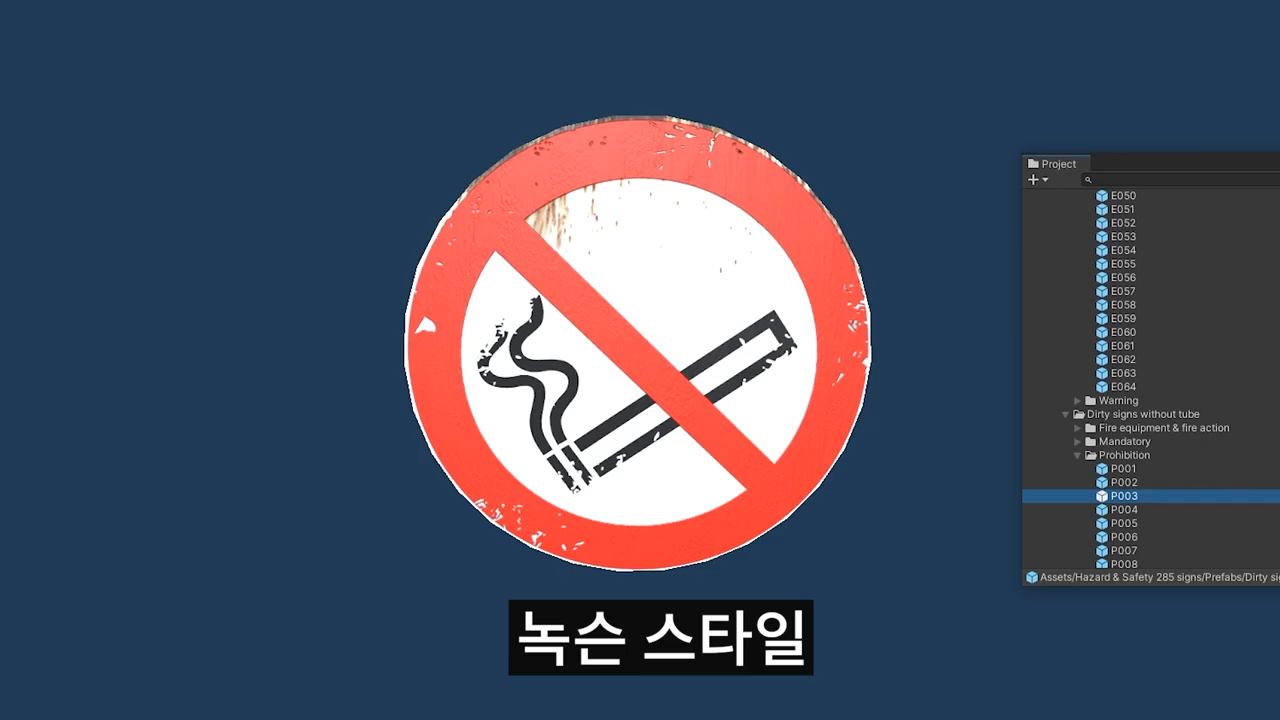 Project
E050
E051
E052
E053
E054
E055
E056
E057
E058
E059
E060
E061
E062
E063
E064
Warning
Dirty signs without tube
Fire equipment & fire action
Mandatory
Prohibition
P001
P002
P003
P004
P005
P006
P007
P008
Assets/Hazard & Safety 285 signs/Prefabs/Dirty si
녹슨 스타일